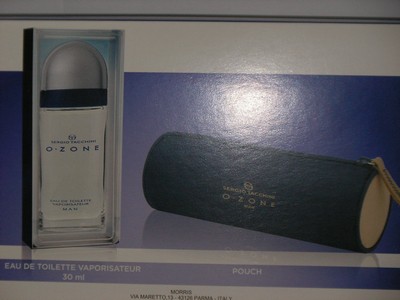 SERGIO TACCHINI
O-ZONE
EAU DE TOILETTE
VAPORISATEUR
MAN
SERGIO TACCHINI
O-ZONE
MAN
EAU DE TOILETTE VAPORISATEUR
30 ml
POUCH
MORRIS
VIA MARETTO 13 - 43126 PARMA - ITALY